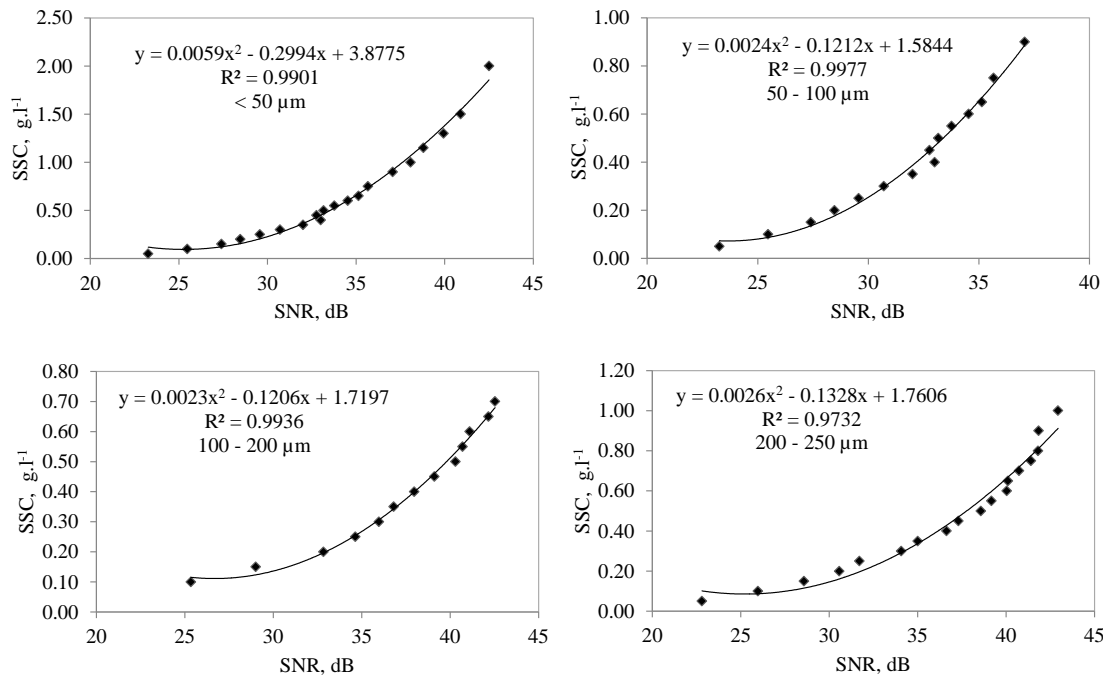 2.50
2.00
1.50
1.00
0.50
0.00
SSC, g.l⁻¹
y = 0.0059x² - 0.2994x + 3.8775
R² = 0.9901
< 50 µm
20 25 30 35 40 45
SNR, dB
1.00
0.80
0.60
0.40
0.20
0.00
SSC, g.l⁻¹
y = 0.0024x² - 0.1212x + 1.5844
R² = 0.9977
50 - 100 µm
20 25 30 35 40
SNR, dB
0.80
0.70
0.60
0.50
0.40
0.30
0.20
0.10
0.00
SSC, g.l⁻¹
y = 0.0023x² - 0.1206x + 1.7197
R² = 0.9936
100 - 200 µm
20 25 30 35 40 45
SNR, dB
1.20
1.00
0.80
0.60
0.40
0.20
0.00
SSC, g.l⁻¹
y = 0.0026x² - 0.1328x + 1.7606
R² = 0.9732
200 - 250 µm
20 25 30 35 40 45
SNR, dB